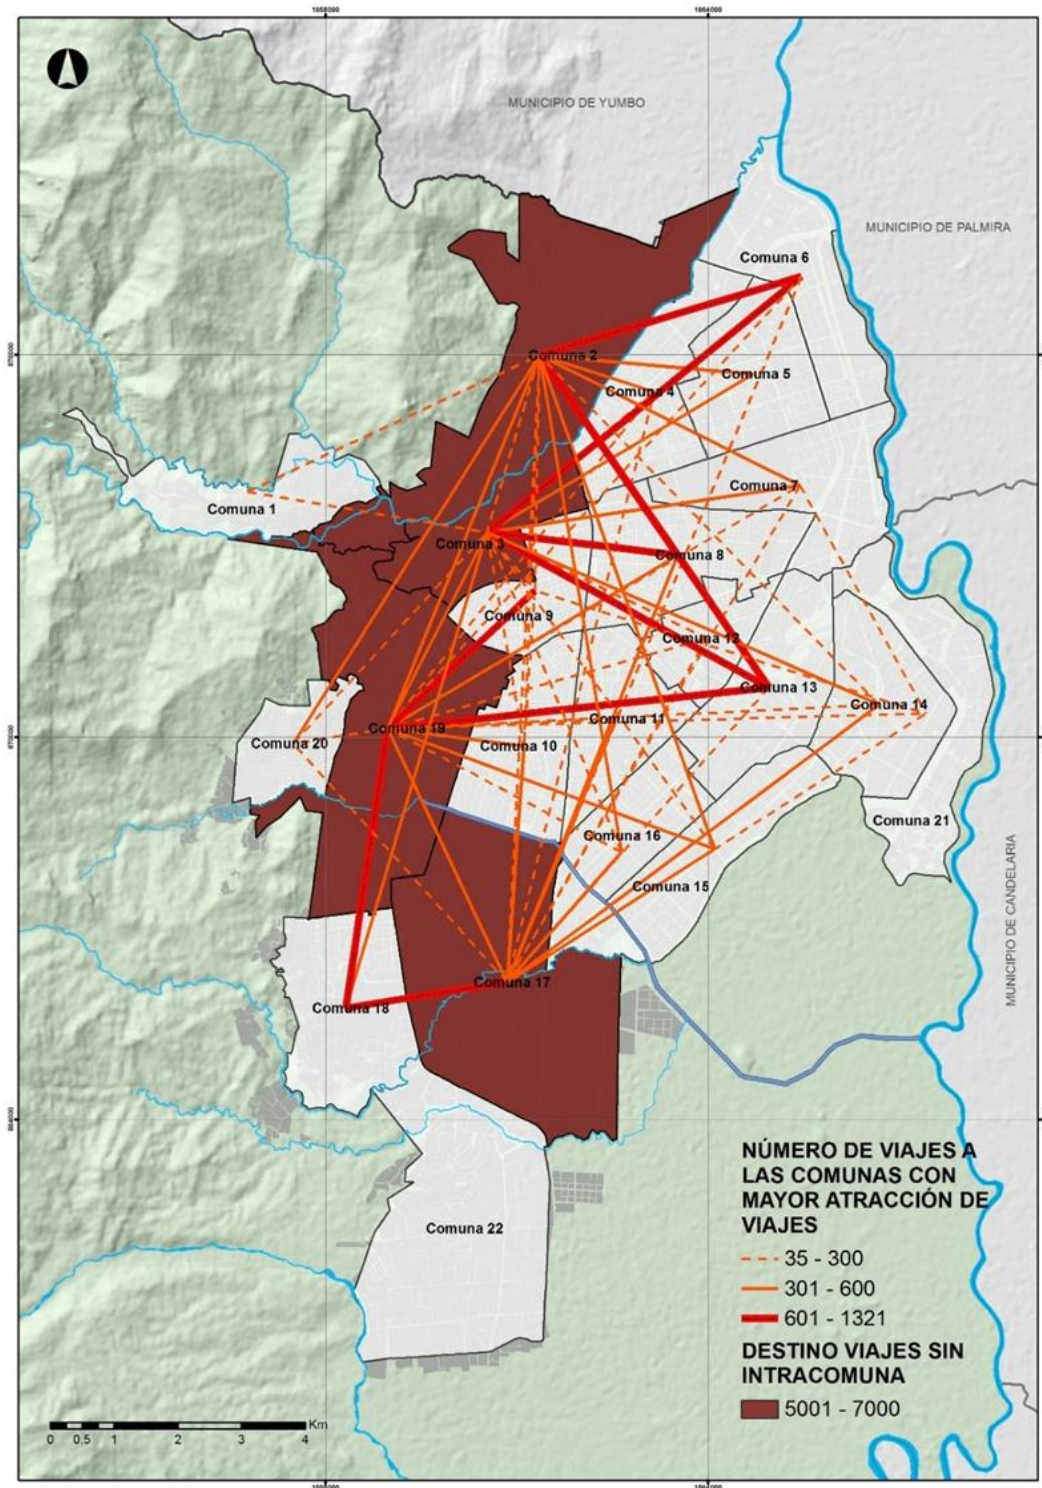 1058000
1064000
MUNICIPIO DE YUMBO
MUNICIPIO DE PALMIRA
Comuna 6
Comuna 2
Comuna 5
Comuna 4
Comuna 7
Comuna 1
Comuna 3
Comuna 8
Comuna 9
Comuna 12
Comuna 13
Comuna 14
Comuna 11
Comuna 19
Comuna 20
Comuna 10
870000
Comuna 21
Comuna 16
Comuna 15
MUNICIPIO DE CANDELARIA
Comuna 17
Comuna 18
864000
Comuna 22
NÚMERO DE VIAJES A
LAS COMUNAS CON
MAYOR ATRACCIÓN DE
VIAJES
35 - 300
301 - 600
601 - 1321
DESTINO VIAJES SIN
INTRACOMUNA
5001 - 7000
Km
0 0.5 1 2 3 4